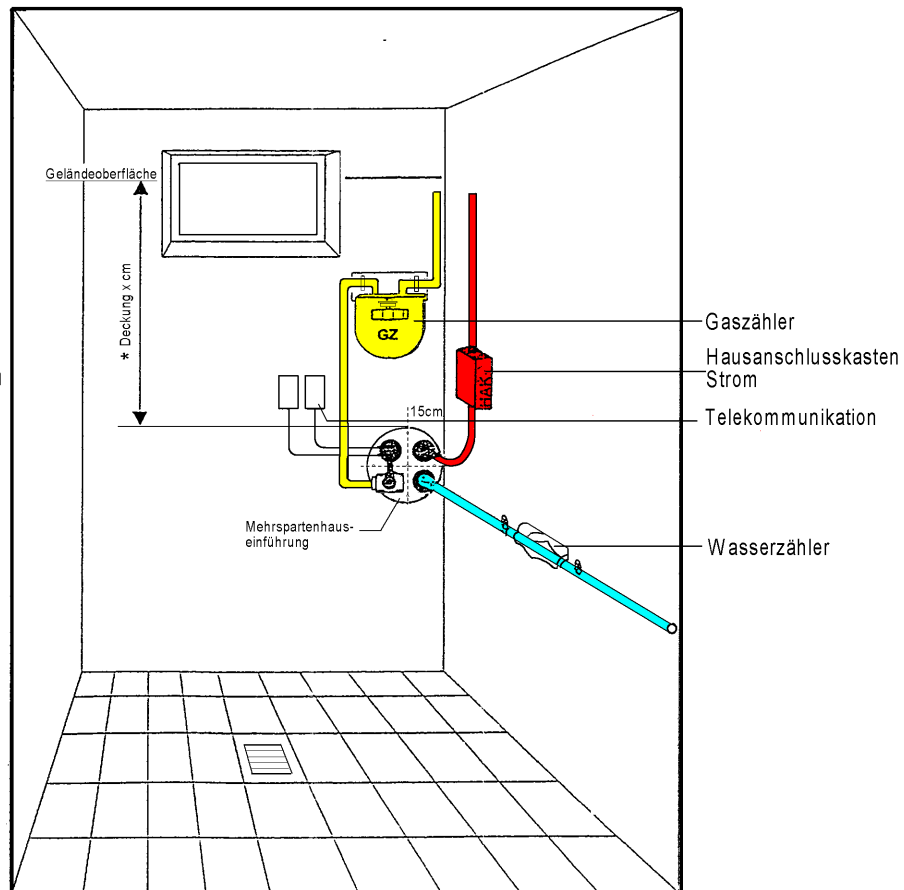 Geländeoberfläche
* Deckung x cm
GZ
Gaszähler
Hausanschlusskasten
Strom
HAK
Telekommunikation
15cm
Mehrspartenhaus-
einführung
Wasserzähler